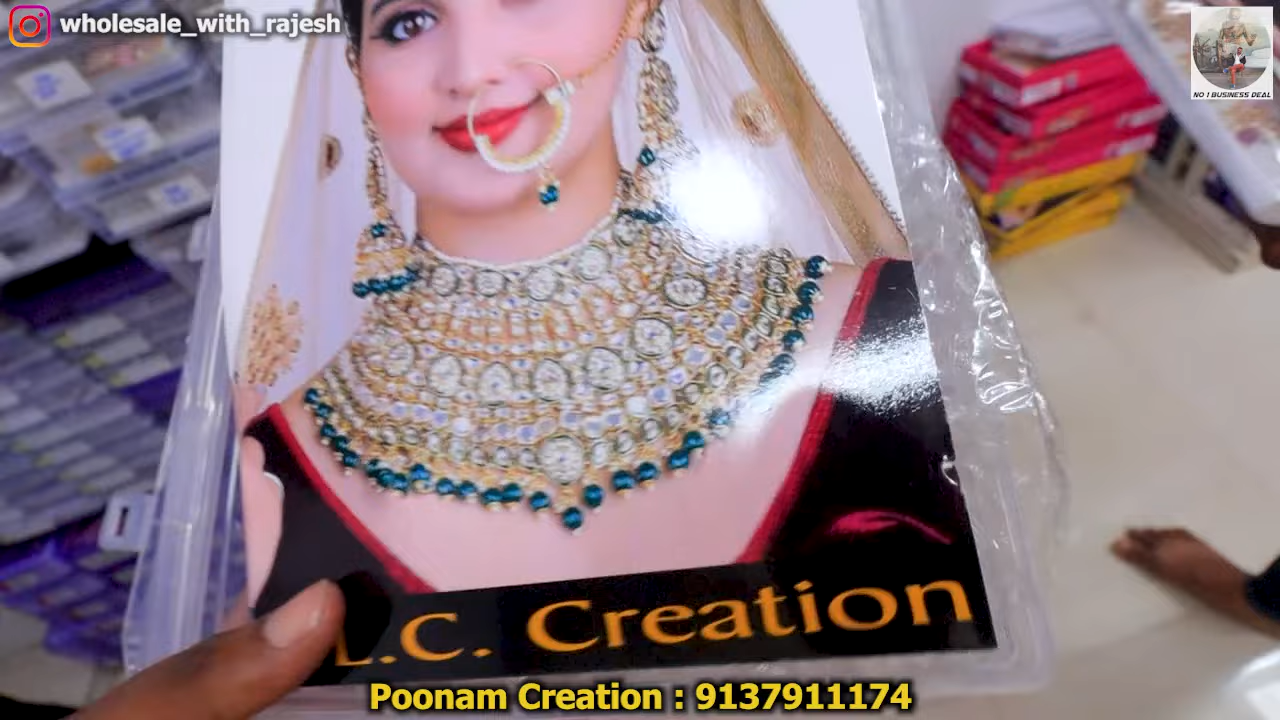 wholesale_with_rajesh
NO 1 BUSINESS DEAL
L.C. Creation
Poonam Creation : 9137911174